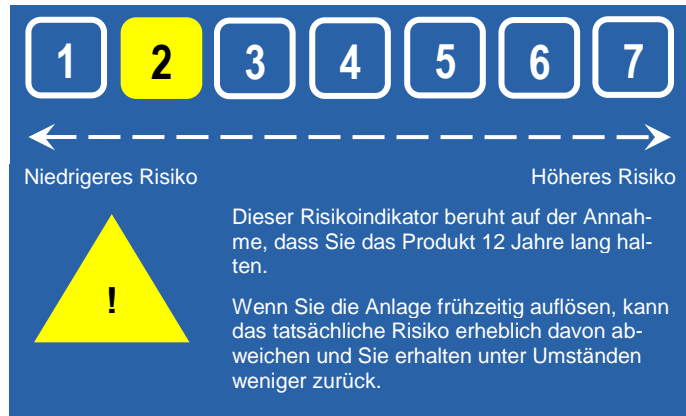 1 2 3 4 5 6 7
Niedrigeres Risiko Höheres Risiko
Dieser Risikoindikator beruht auf der Annah-
me, dass Sie das Produkt 12 Jahre lang hal-
ten.
!
Wenn Sie die Anlage frühzeitig auflösen, kann
das tatsächliche Risiko erheblich davon ab-
weichen und Sie erhalten unter Umständen
weniger zurück.